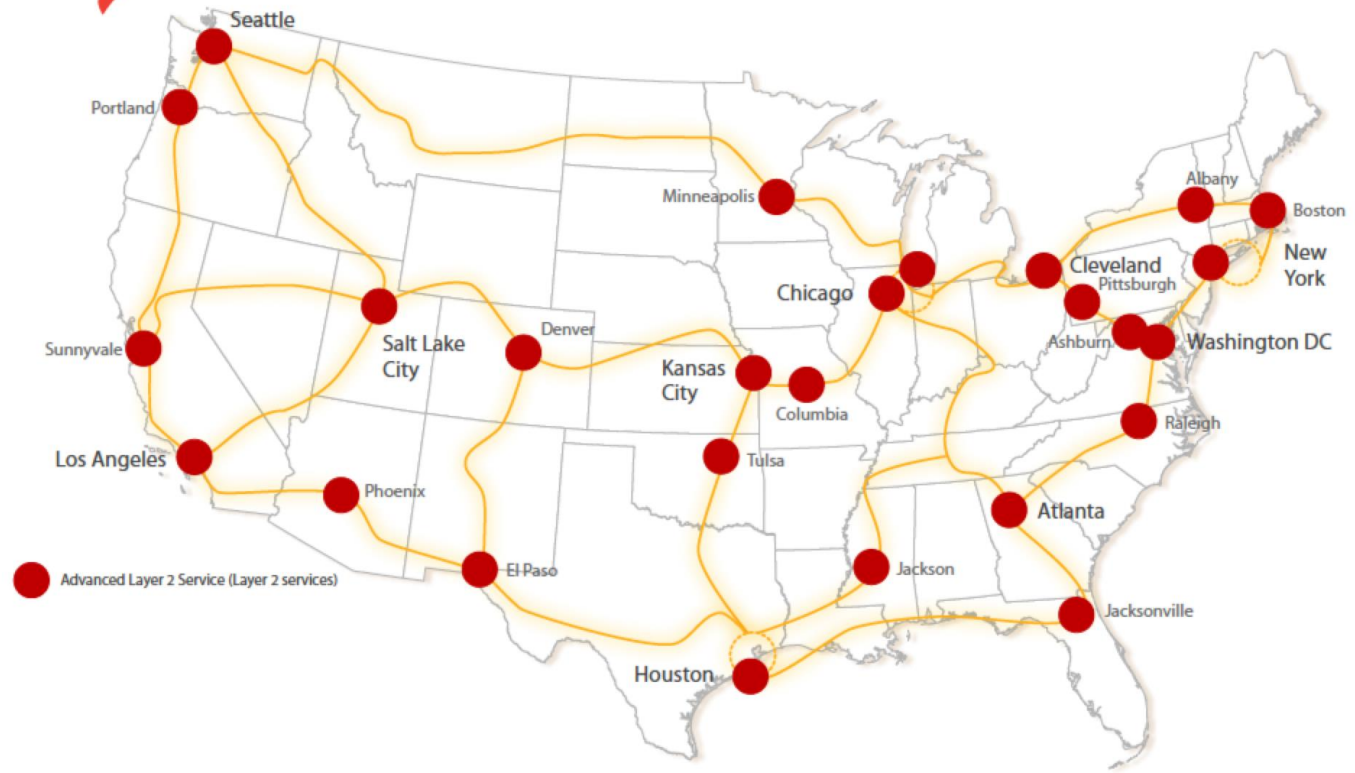 Seattle
Portland
Minneapolis
Albany
Boston
New
York
Cleveland
Pittsburgh
Chicago
Ashburn
Washington DC
Sunnyvale
Salt Lake
City
Denver
Kansas
City
Columbia
Raleigh
Los Angeles
Tulsa
Phoenix
Atlanta
El Paso
Jackson
Advanced Layer 2 Service (Layer 2 services)
Jacksonville
Houston